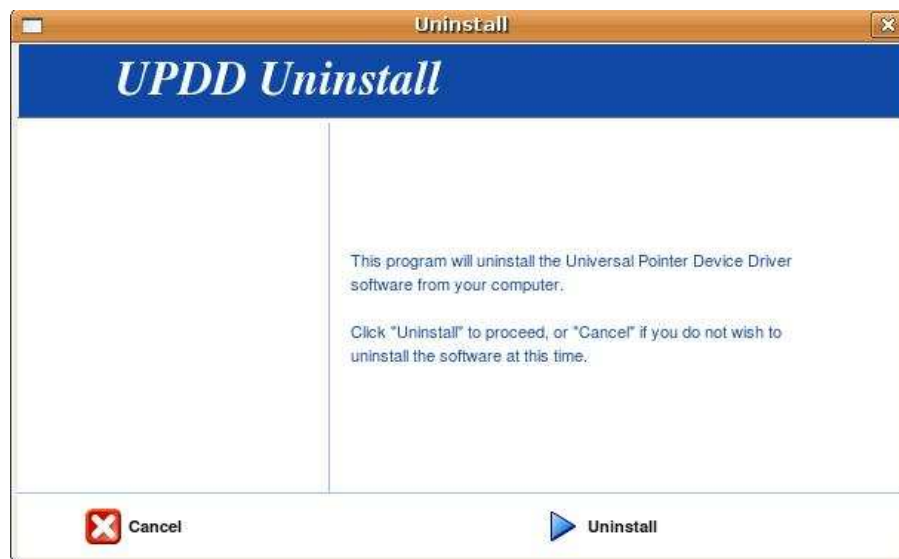 Uninstall
UPDD Uninstall
This program will uninstall the Universal Pointer Device Driver
software from your computer.
Click "Uninstall" to proceed, or "Cancel" if you do not wish to
uninstall the software at this time.
Cancel
Uninstall